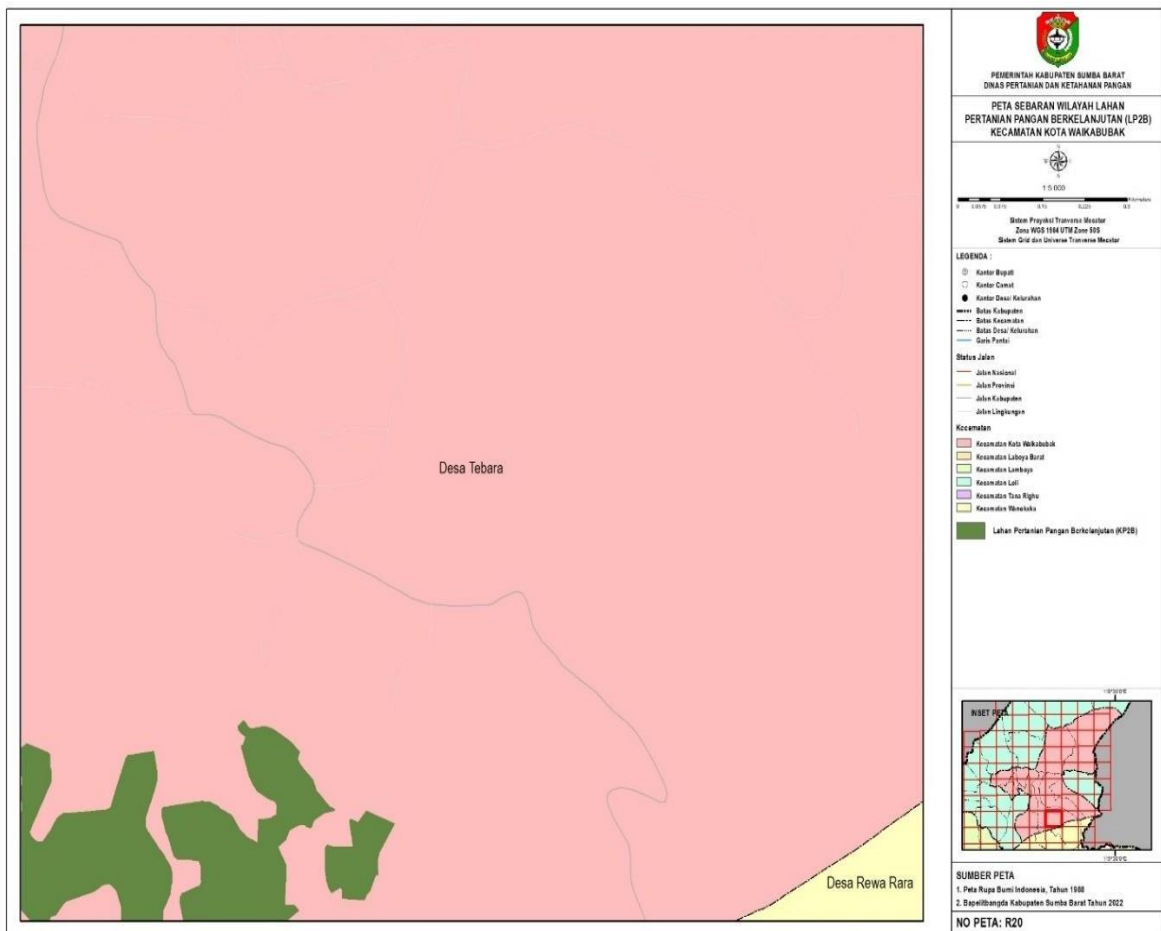 Desa Tebara
Desa Rewa Rara
PEMERINTAH KABUPATEN SUMBA BARAT
DINAS PERTANIAN DAN KETAHANAN PANGAN
PETA SEBARAN WILAYAH LAHAN
PERTANIAN PANGAN BERKELANJUTAN (LP2B)
KECAMATAN KOTA WAIKABUBAK
1:5 000
Sistem Proyeksi Tranverse Mecator
Zona WGS 1984 UTM Zone 50S
Sistem Grid dan Universe Tranverse Mecator
LEGENDA :
Kantor Bupati
Kantor Camat
Kantor Desa/ Kelurahan
Batas Kabupaten
Batas Kecamatan
Batas Desa/ Kelurahan
Garis Pantai
Status Jalan
Jalan Nasional
Jalan Provinsi
Jalan Kabupaten
Jalan Lingkungan
Kecamatan
Kecamatan Kota Waikabubak
Kecamatan Laboya Barat
Kecamatan Lamboya
Kecamatan Loli
Kecamatan Tana Righu
Kecamatan Wanokaka
Lahan Pertanian Pangan Berkelanjutan (KP2B)
INSET PETA
SUMBER PETA
1. Peta Rupa Bumi Indonesia, Tahun 1988
2. Bapelitbangda Kabupaten Sumba Barat Tahun 2022
NO PETA: R20